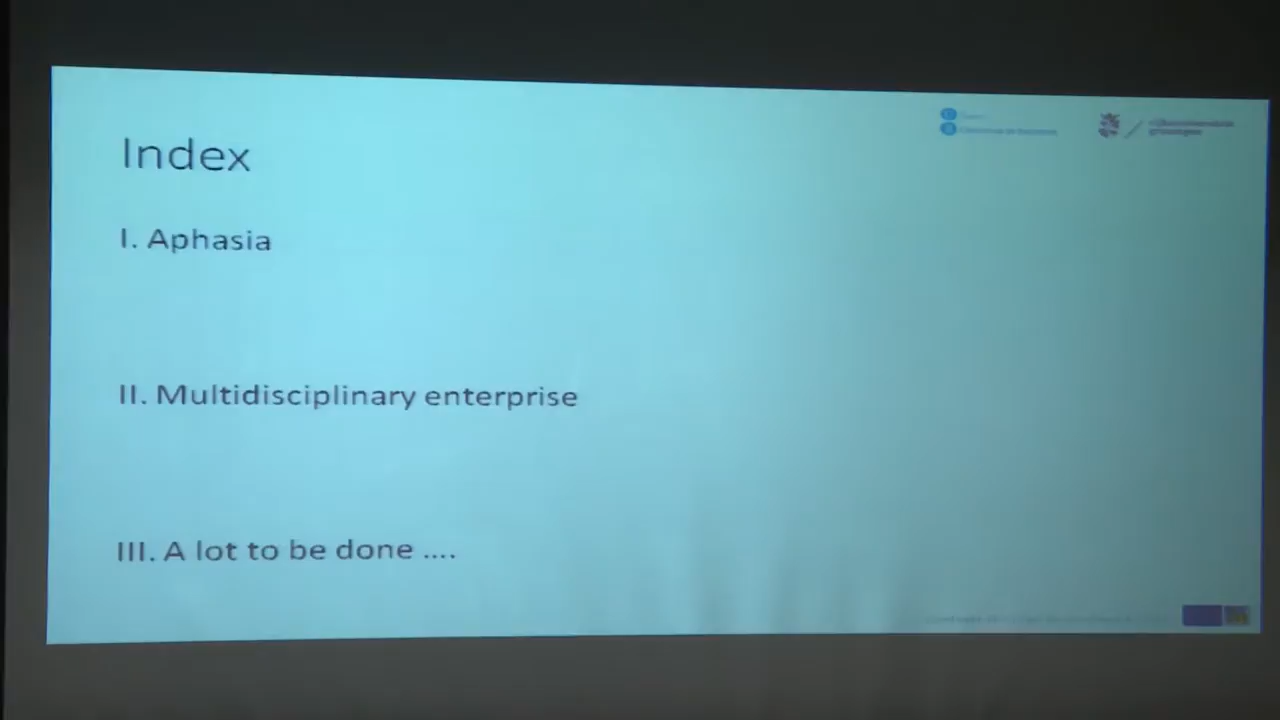 Index
I. Aphasia
II. Multidisciplinary enterprise
III. A lot to be done ....